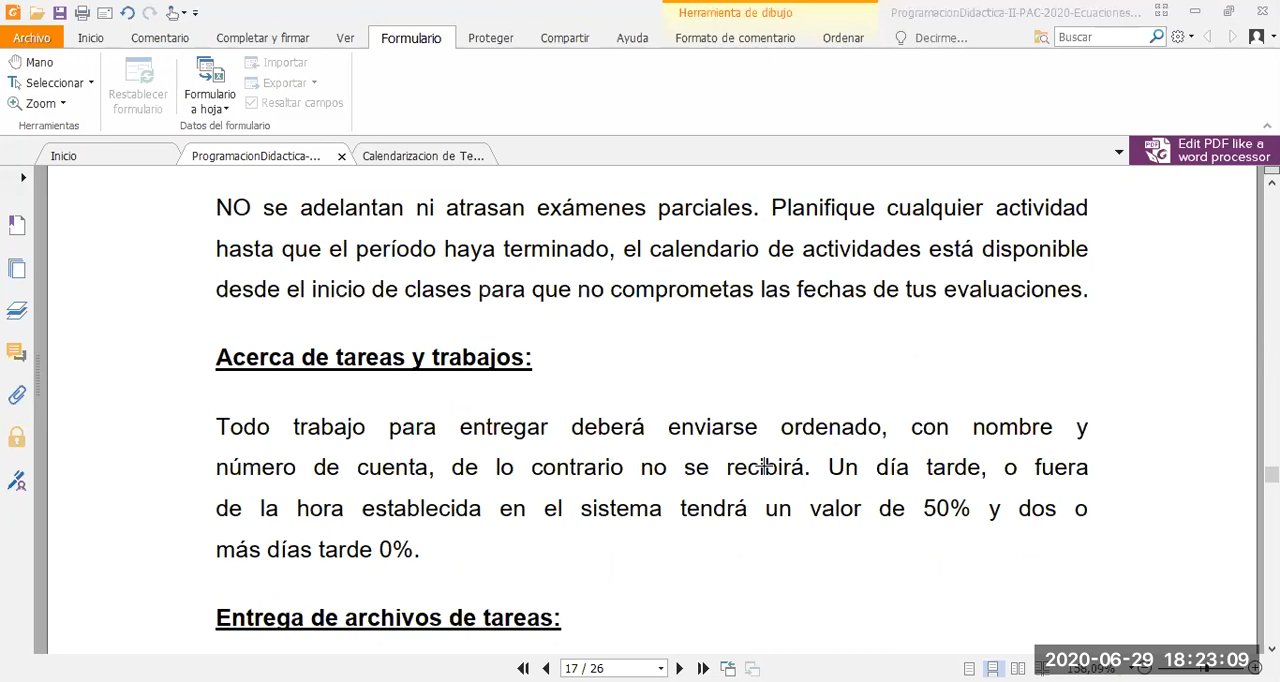 Herramienta de dibujo
ProgramacionDidactica-II-PAC-2020-Ecuaciones...
Archivo Inicio Comentario Completar y firmar Ver Formulario Proteger Compartir Ayuda Formato de comentario Ordenar Decirme... Buscar
Mano
Seleccionar
Zoom
Herramientas
Restablecer
formulario
Formulario
a hoja
Importar
Exportar
Resaltar campos
Datos del formulario
Inicio ProgramacionDidactica-... Calendarizacion de Te...
Edit PDF like a
word processor
NO se adelantan ni atrasan exámenes parciales. Planifique cualquier actividad
hasta que el período haya terminado, el calendario de actividades está disponible
desde el inicio de clases para que no comprometas las fechas de tus evaluaciones.
Acerca de tareas y trabajos:
Todo trabajo para entregar deberá enviarse ordenado, con nombre y
número de cuenta, de lo contrario no se recibirá. Un día tarde, o fuera
de la hora establecida en el sistema tendrá un valor de 50% y dos o
más días tarde 0%.
Entrega de archivos de tareas:
17 / 26
2020-06-29 18:23:09